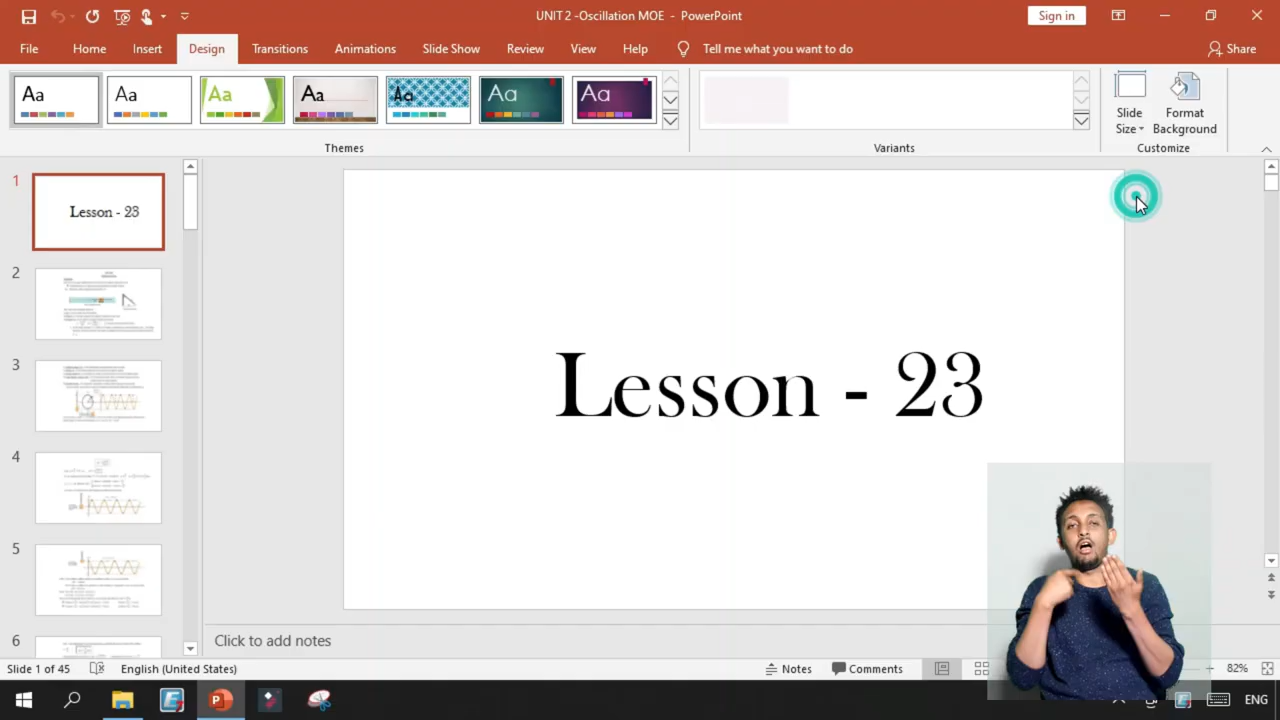 UNIT 2 -Oscillation MOE - PowerPoint
Sign in
File
Home
Insert
Design
Transitions
Animations
Slide Show
Review
View
Help
Tell me what you want to do
Share
Aa
Aa
Aa
Aa
Aa
Aa
Aa
Slide
Size
Format
Background
Themes
Variants
Customize
1
Lesson - 23
2
3
4
5
6
Lesson - 23
Click to add notes
Slide 1 of 45
English (United States)
Notes
Comments
82%
ENG